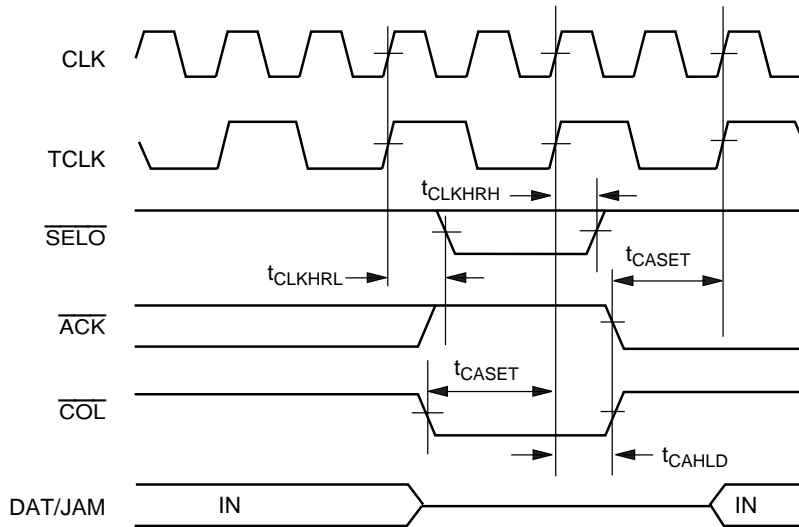 CLK
TCLK
tCLKHRH
SELO
tCASET
tCLKHRL
ACK
tCASET
COL
tCAHLD
DAT/JAM IN IN